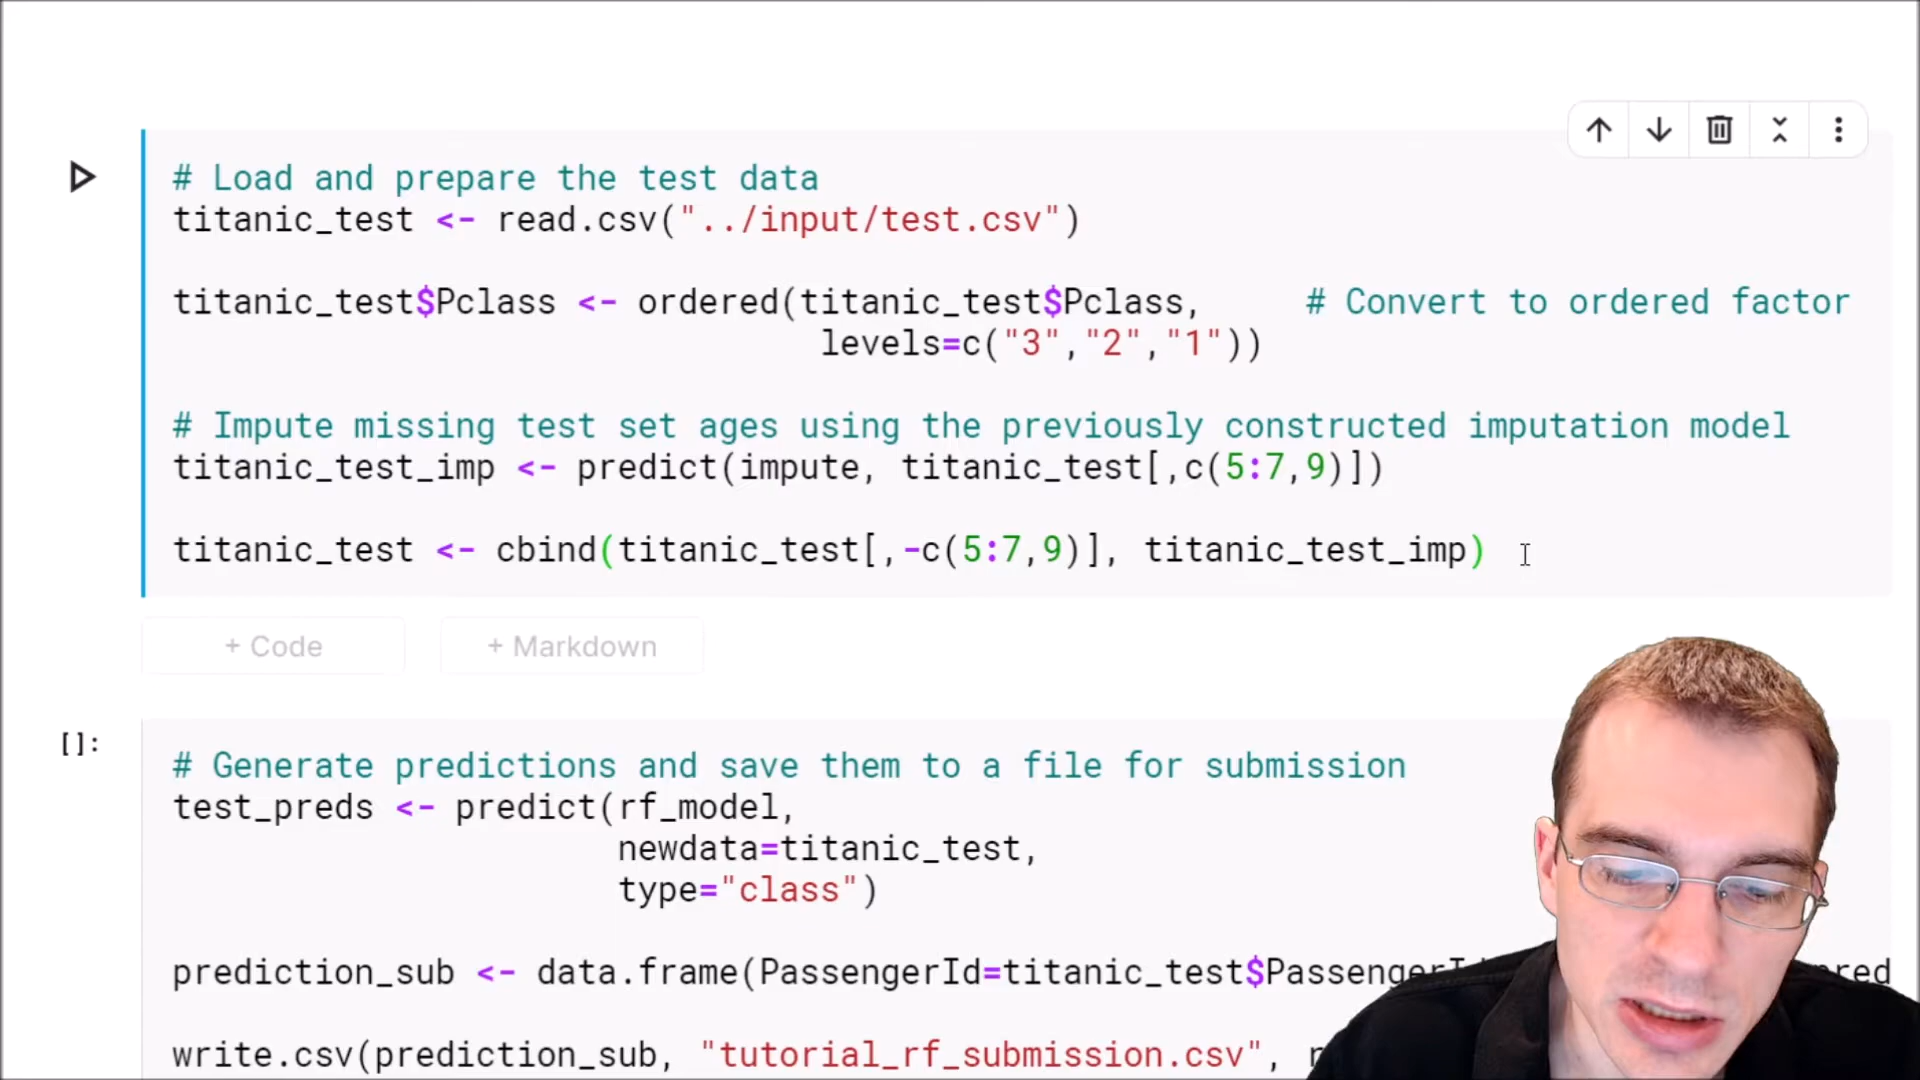 # Load and prepare the test data
titanic_test <- read.csv("../input/test.csv")
titanic_test$Pclass <- ordered(titanic_test$Pclass,     # Convert to ordered factor
levels=c("3","2","1"))
# Impute missing test set ages using the previously constructed imputation model
titanic_test_imp <- predict(impute, titanic_test[,c(5:7,9)])
titanic_test <- cbind(titanic_test[,-c(5:7,9)], titanic_test_imp)
+ Code
+ Markdown
[]:
# Generate predictions and save them to a file for submission
test_preds <- predict(rf_model,
newdata=titanic_test,
type="class")
prediction_sub <- data.frame(PassengerId=titanic_test$Passenger
write.csv(prediction_sub, "tutorial_rf_submission.csv",